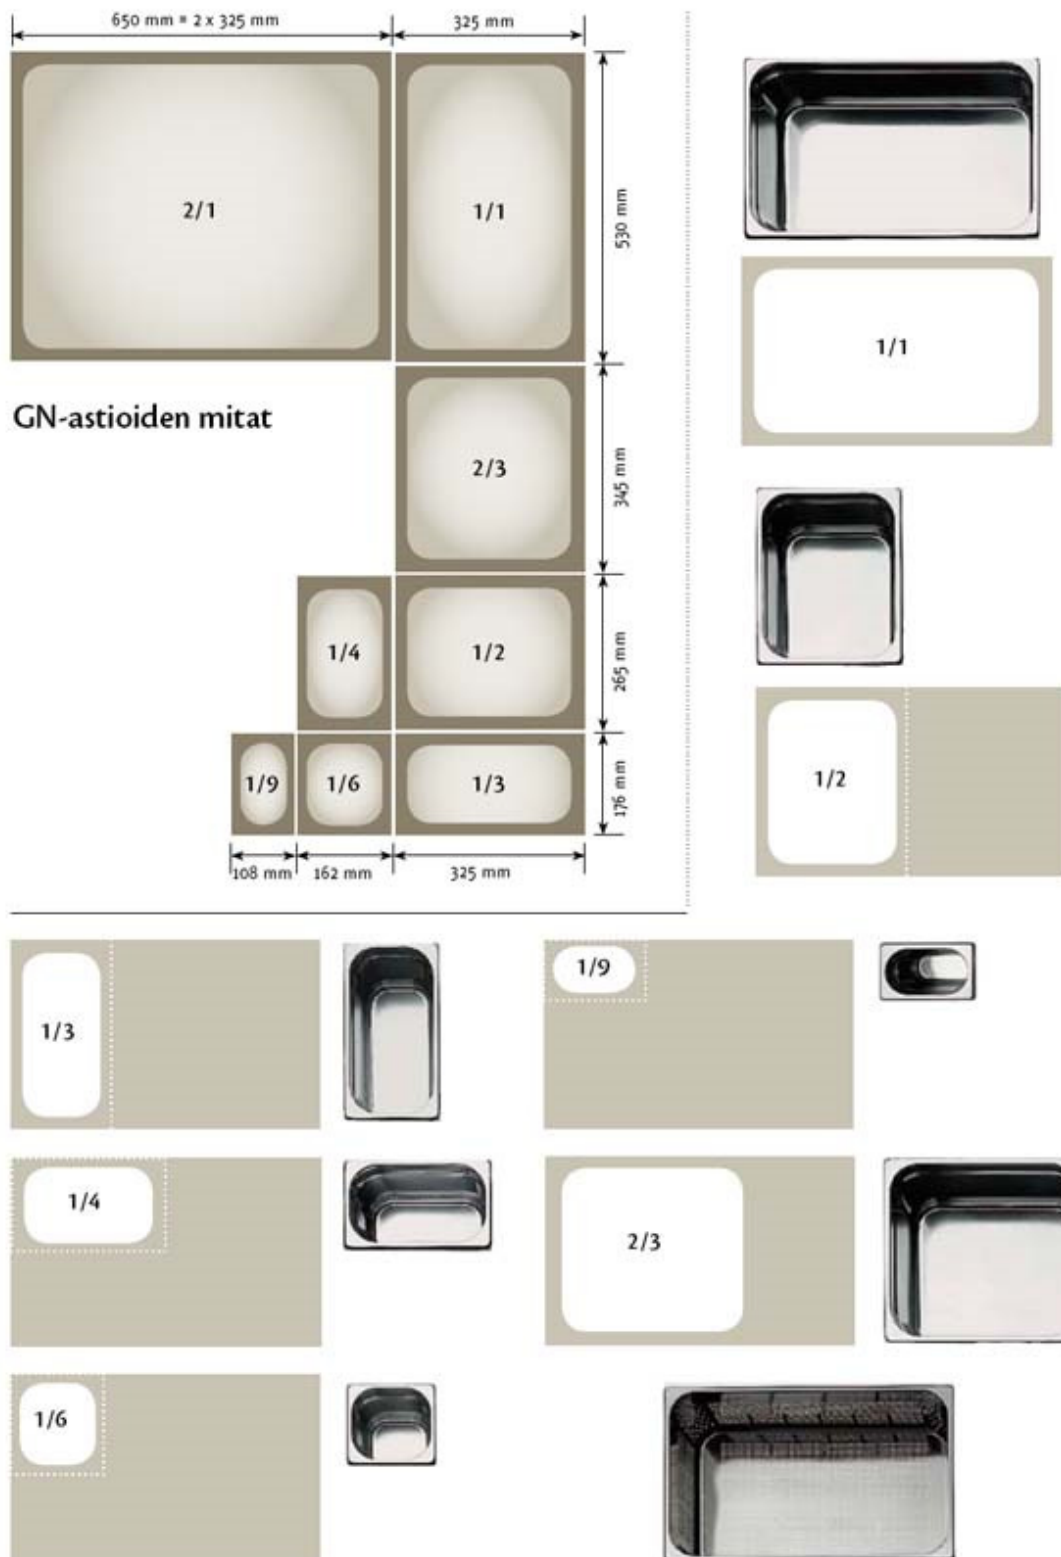 650 mm = 2 x 325 mm
325 mm
2/1
1/1
530 mm
1/1
GN-astioiden mitat
2/3
345 mm
1/4
1/2
265 mm
1/2
1/9
1/6
1/3
176 mm
108 mm
162 mm
325 mm
1/3
1/9
1/4
2/3
1/6